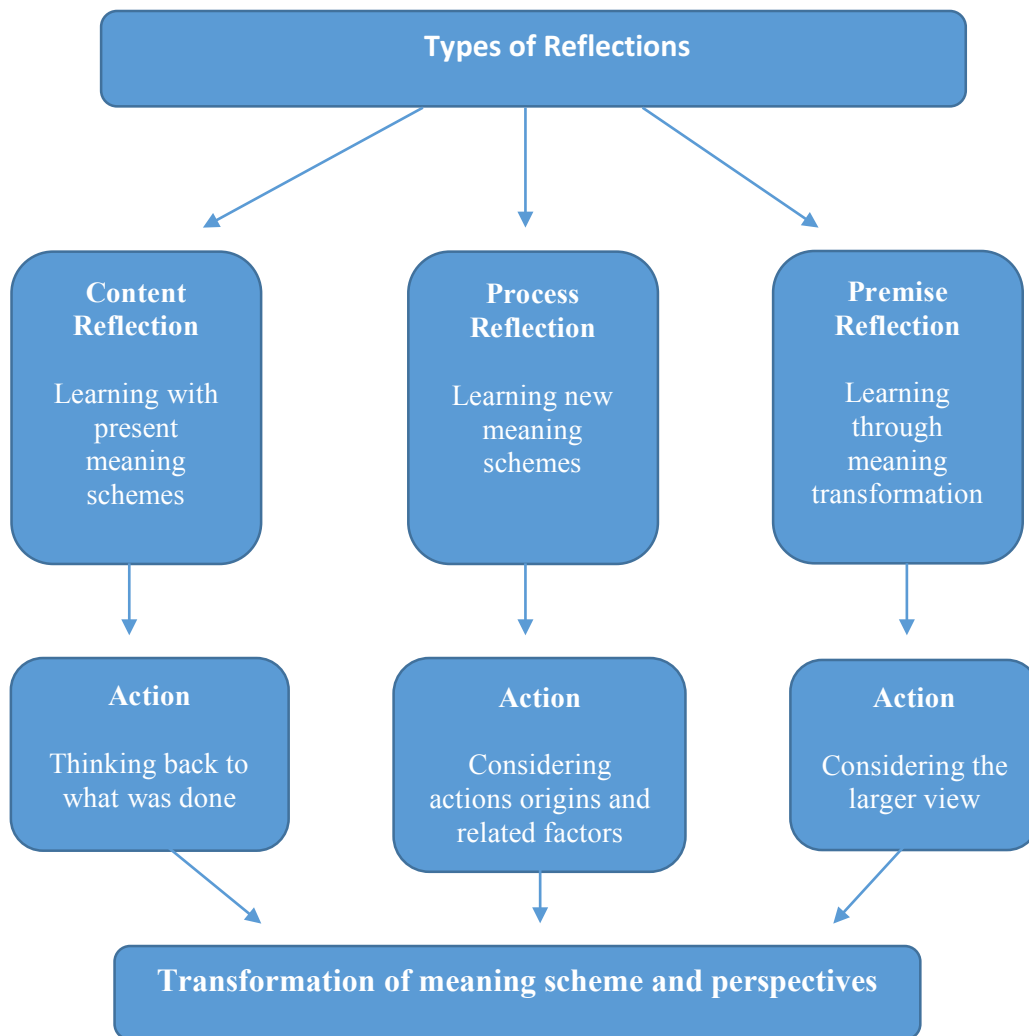 Types of Reflections
Content
Reflection
Learning with
present
meaning
schemes
Process
Reflection
Learning new
meaning
schemes
Premise
Reflection
Learning
through
meaning
transformation
Action
Thinking back to
what was done
Action
Considering
actions origins and
related factors
Action
Considering the
larger view
Transformation of meaning scheme and perspectives